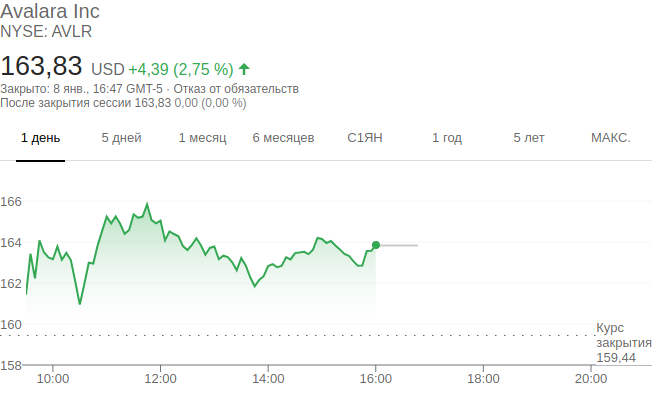 Avalara Inc
NYSE: AVLR
163,83 USD +4,39 (2,75 %)
Закрыто: 8 янв., 16:47 GMT-5 · Отказ от обязательств
После закрытия сессии 163,83 0,00 (0,00 %)
1 день 5 дней 1 месяц 6 месяцев С1ЯН 1 год 5 лет МАКС.
166
164
162
160
158
Курс
закрытия
159,44
10:00 12:00 14:00 16:00 18:00 20:00